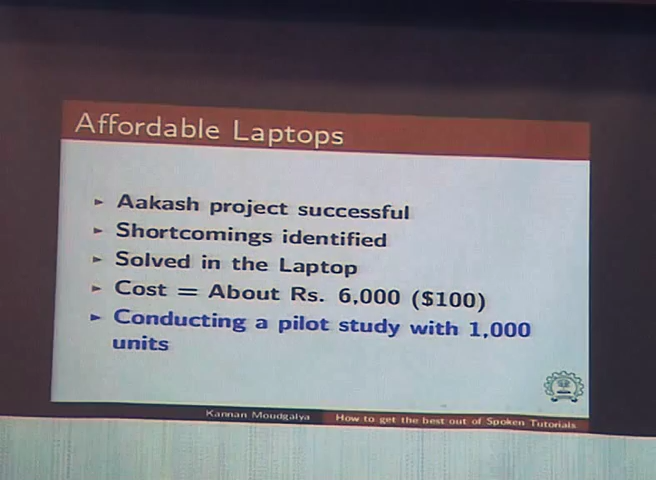 Affordable Laptops
► Aakash project successful
► Shortcomings identified
► Solved in the Laptop
► Cost = About Rs. 6,000 ($100)
► Conducting a pilot study with 1,000
units
Kannan Moudgalya How to get the best out of Spoken Tutorials